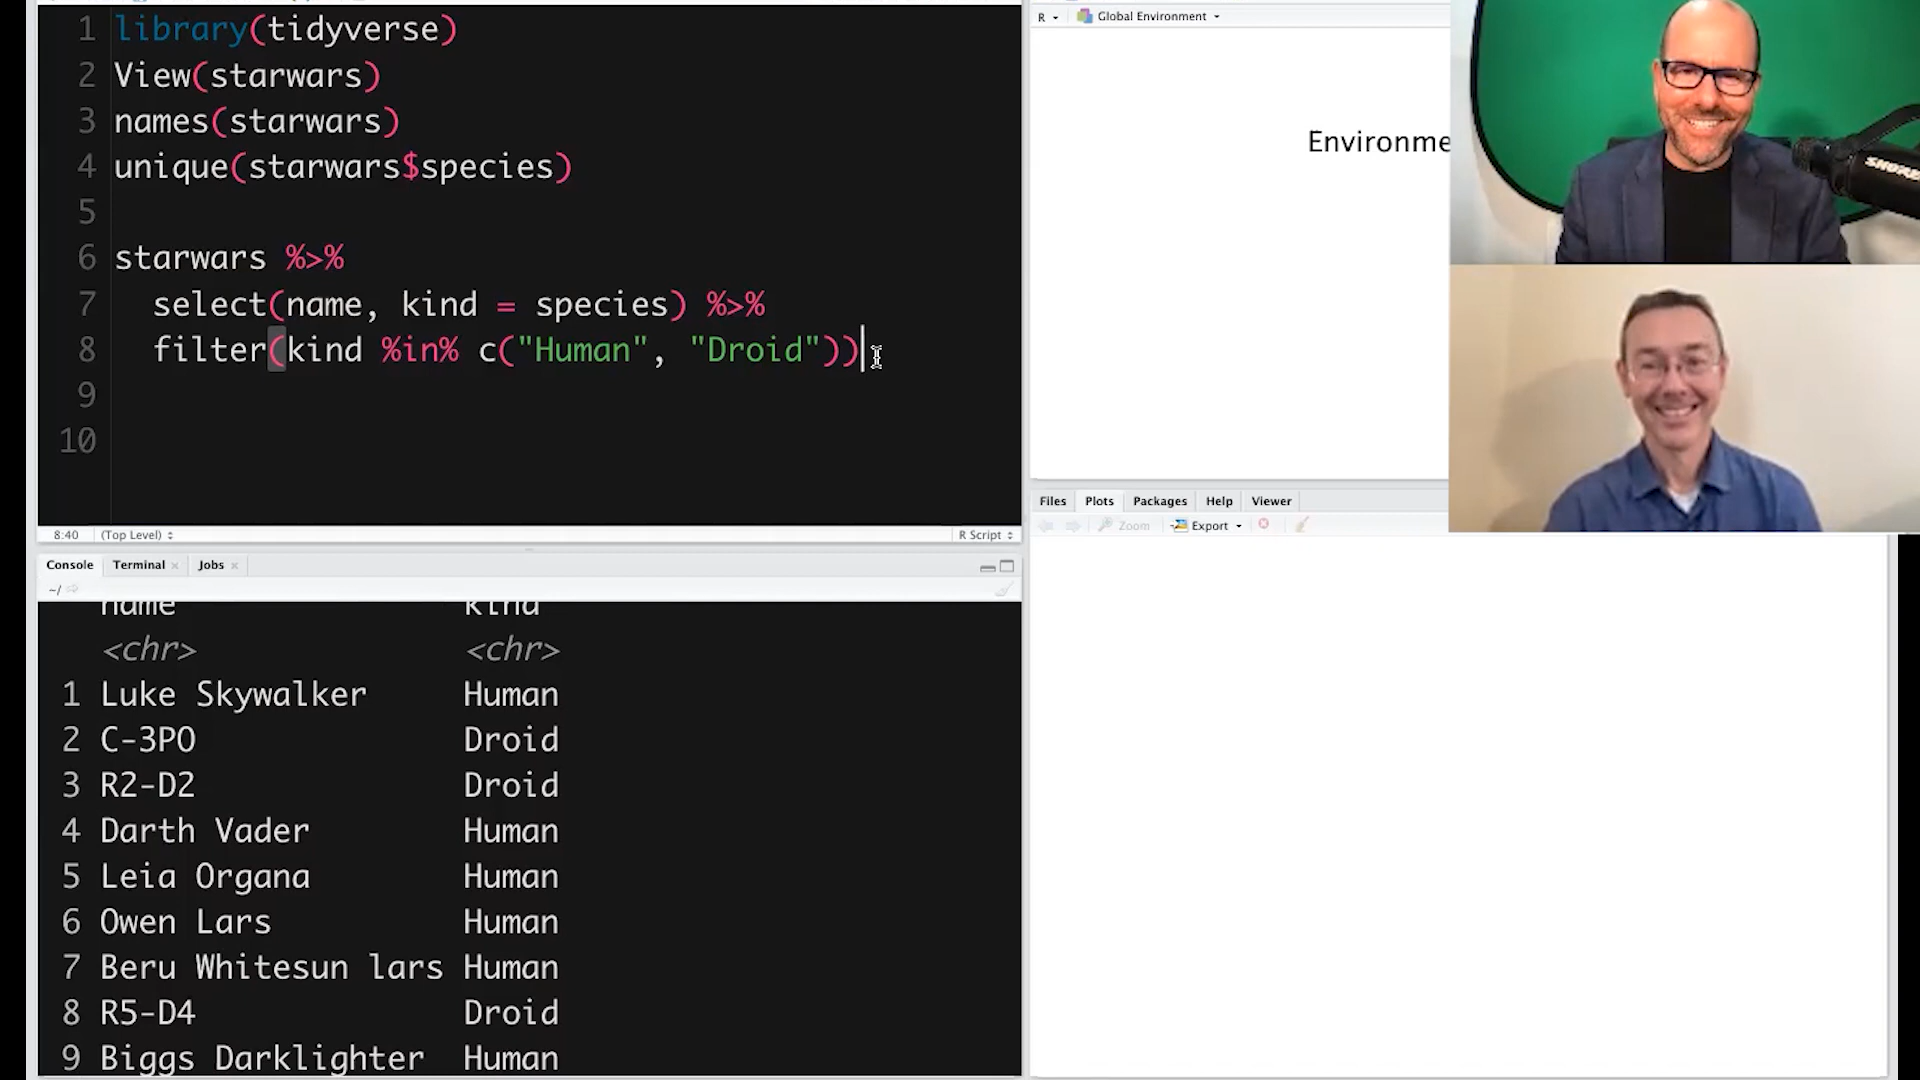 1 library(tidyverse)
2 View(starwars)
3 names(starwars)
4 unique(starwars$species)
5
6 starwars %>%
7 select(name, kind = species) %>%
8 filter(kind %in% c("Human", "Droid"))
9
10
8:40 (Top Level) R Script
Console Terminal Jobs
~/
name kind
<chr> <chr>
1 Luke Skywalker Human
2 C-3PO Droid
3 R2-D2 Droid
4 Darth Vader Human
5 Leia Organa Human
6 Owen Lars Human
7 Beru Whitesun lars Human
8 R5-D4 Droid
9 Biggs Darklighter Human
R Global Environment
Environme
Files Plots Packages Help Viewer
Zoom Export
SHURE